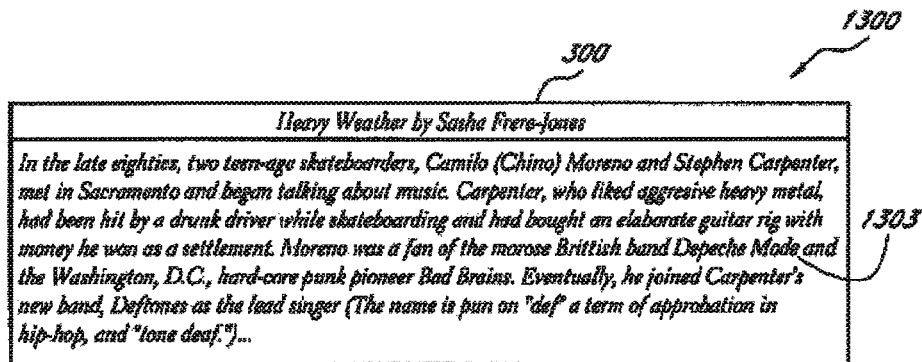 1300
300
Heavy Weather by Sasha Frere-Jones
In the late eighties, two teen-age skateboarders, Camilo (Chino) Moreno and Stephen Carpenter,
met in Sacramento and began talking about music. Carpenter, who liked aggresive heavy metal,
had been hit by a drunk driver while skateboarding and had bought an elaborate guitar rig with
money he won as a settlement. Moreno was a fan of the morose Brittish band Depeche Mode and
1303
the Washington, D.C., hard-core punk pioneer Bad Brains. Eventually, he joined Carpenter's
new band, Deftones as the lead singer (The name is pun on "def" a term of approbation in
hip-hop, and "tone deaf.")...